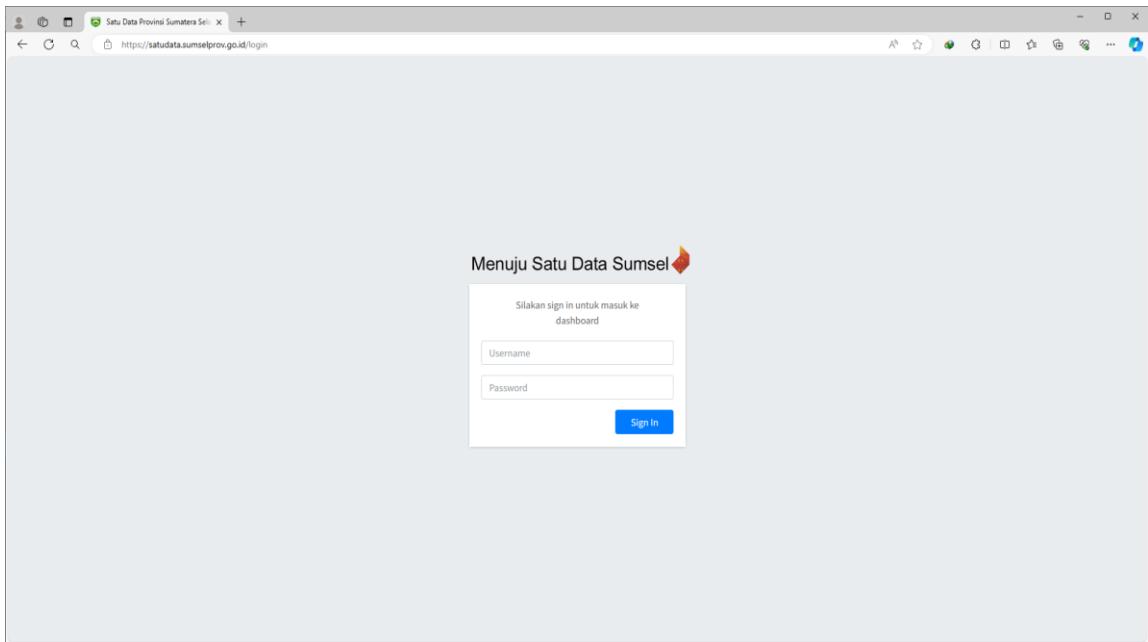 Satu Data Provinsi Sumatera Sel
https://satudata.sumselprov.go.id/login
Menuju Satu Data Sumsel
Silakan sign in untuk masuk ke
dashboard
Username
Password
Sign In